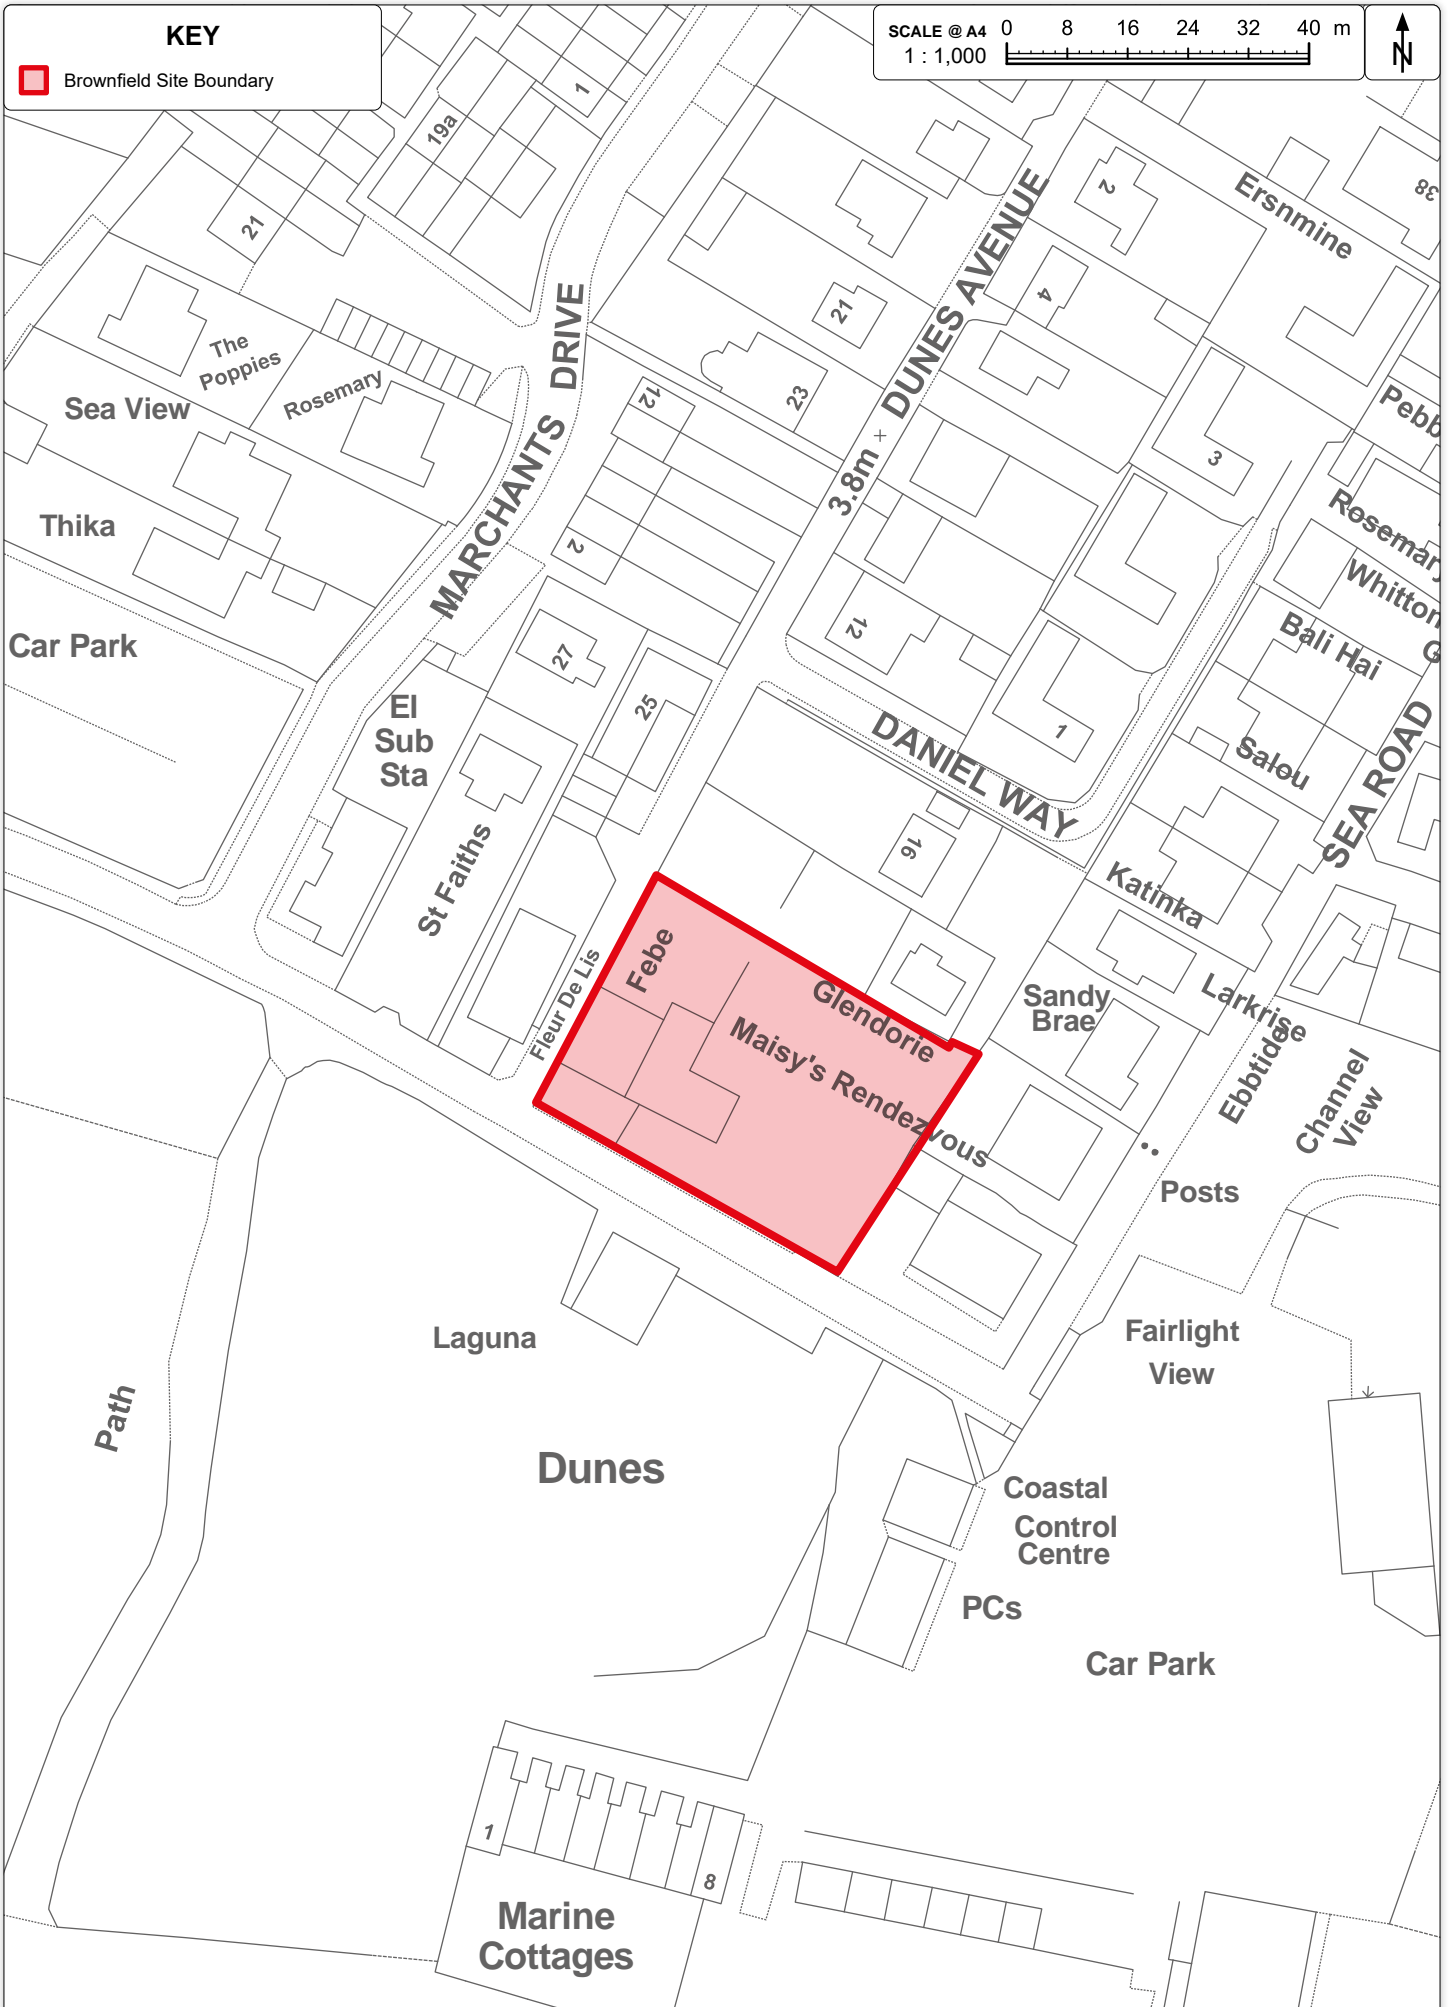 KEY
Brownfield Site Boundary
SCALE @ A4 0 8 16 24 32 40 m
1 : 1,000
N
1
19a
21
2
38
Ersnmine
DUNES AVENUE
4
21
MARCHANTS DRIVE
The
Poppies
Rosemary
Sea View
12
23
Pebb
3.8m
3
Thika
Rosemary
Whitton
2
12
Bali Hai
G
Car Park
27
25
1
El
Sub
Sta
DANIEL WAY
Salou
SEA ROAD
St Faiths
16
Katinka
Febe
Fleur De Lis
Glendorie
Maisy's Rendezvous
Sandy
Brae
Larkrise
Ebbtide
Channel
View
Posts
Laguna
Fairlight
View
Path
Dunes
Coastal
Control
Centre
PCs
Car Park
1
8
Marine
Cottages